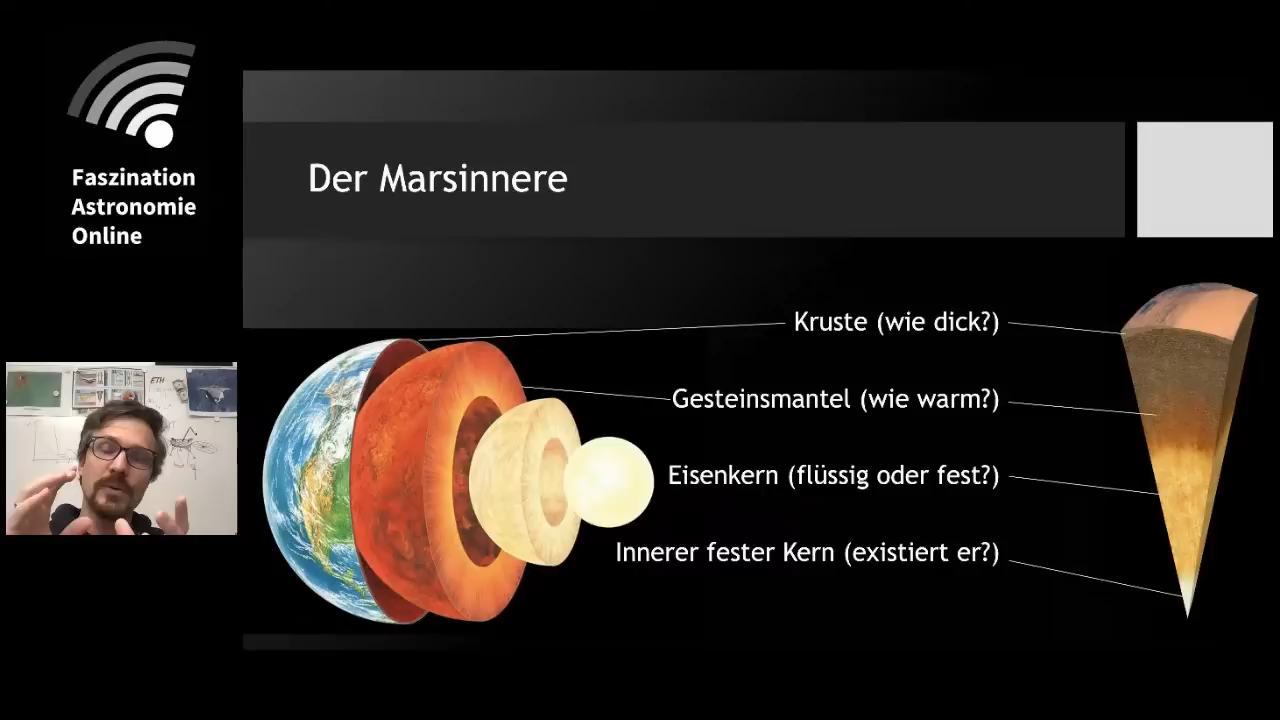 Faszination
Astronomie
Online
Der Marsinnere
Kruste (wie dick?)
Gesteinsmantel (wie warm?)
Eisenkern (flüssig oder fest?)
Innerer fester Kern (existiert er?)
ETH